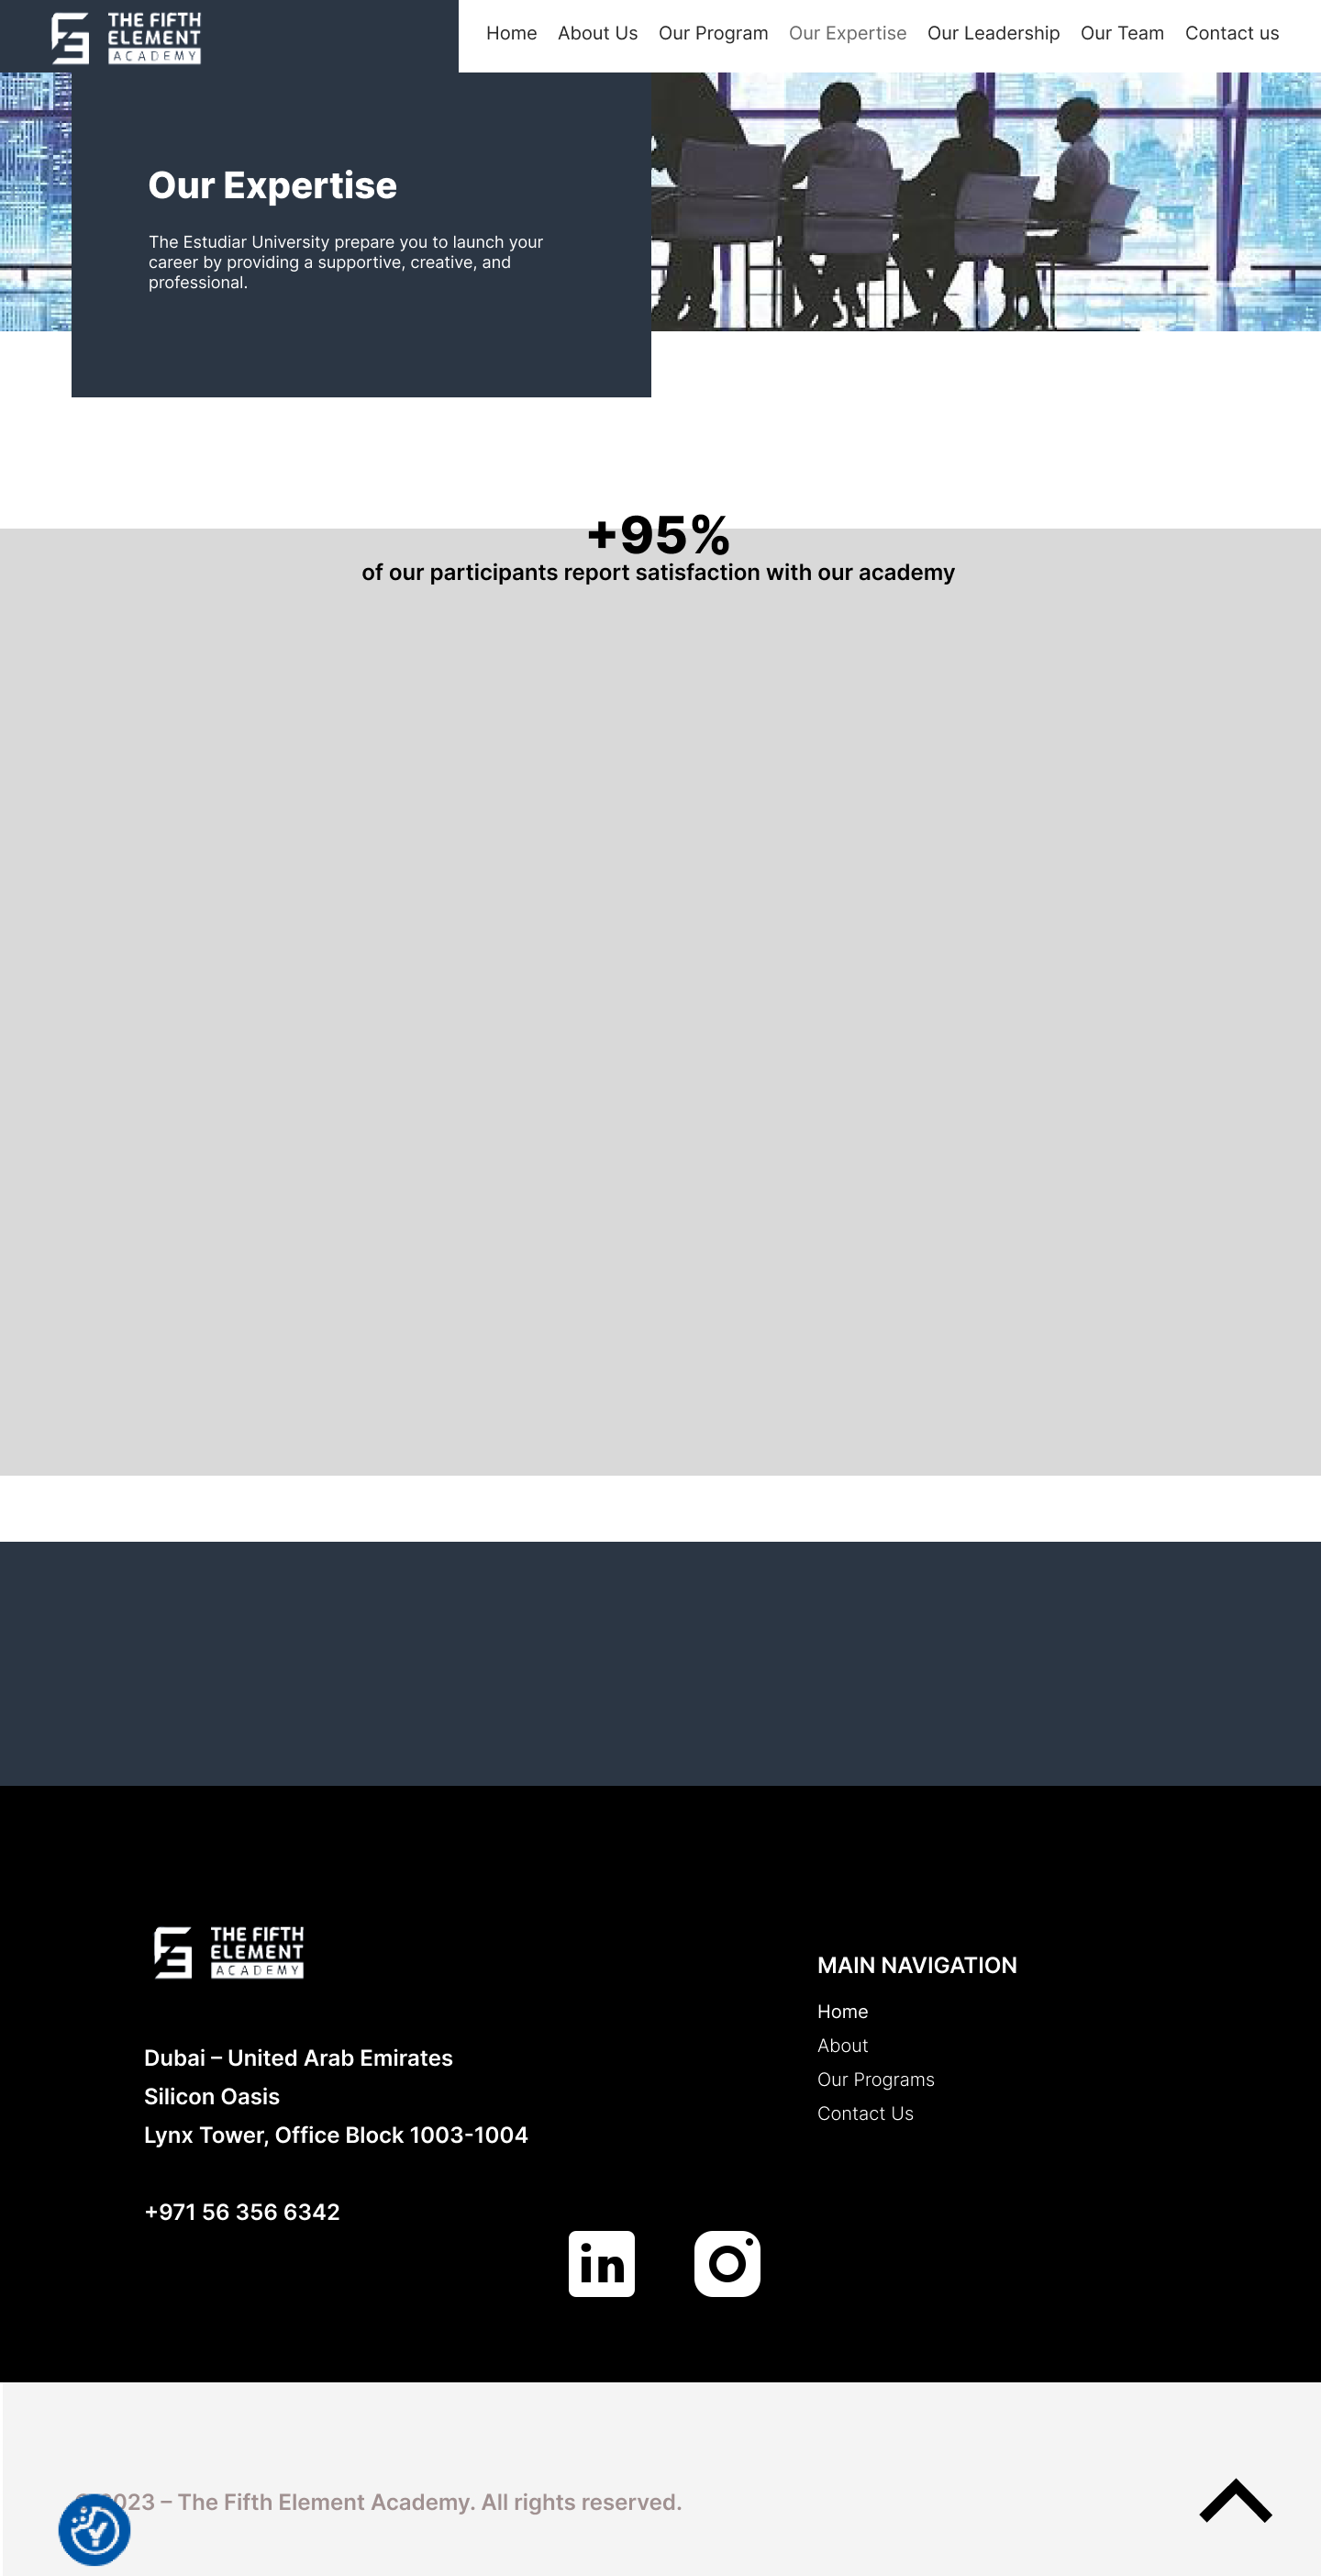 THE FIFTH
ELEMENT
ACADEMY
Home About Us Our Program Our Expertise Our Leadership Our Team Contact us
Our Expertise
The Estudiar University prepare you to launch your
career by providing a supportive, creative, and
professional.
+95%
of our participants report satisfaction with our academy
THE FIFTH
ELEMENT
ACADEMY
Dubai – United Arab Emirates
Silicon Oasis
Lynx Tower, Office Block 1003-1004
+971 56 356 6342
MAIN NAVIGATION
Home
About
Our Programs
Contact Us
in
© 2023 – The Fifth Element Academy. All rights reserved.